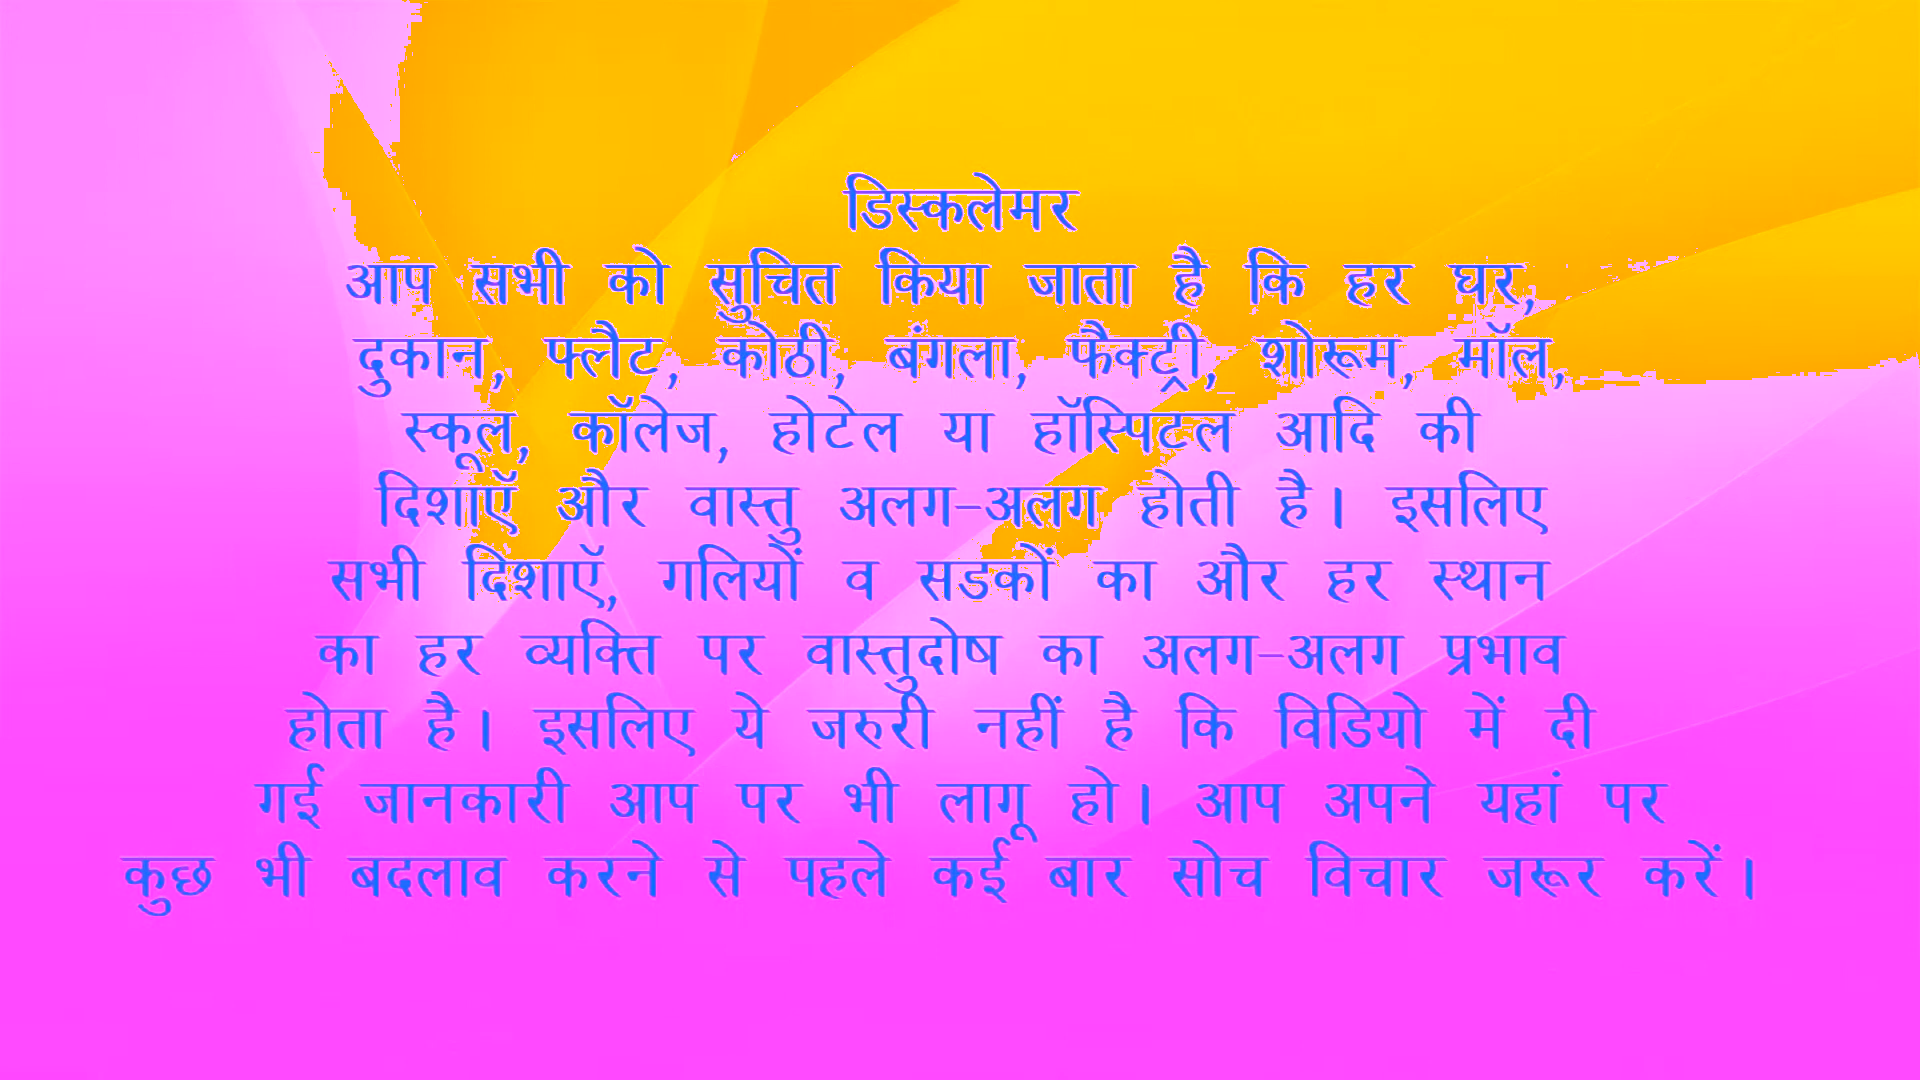 डिस्कलेमर
आप सभी को सुचित किया जाता है कि हर घर,
दुकान, फ्लैट, कोठी, बंगला, फैक्ट्री, शोरूम, मॉल,
स्कूल, कॉलेज, होटेल या हॉस्पिटल आदि की
दिशाऍ और वास्तु अलग-अलग होती है। इसलिए
सभी दिशाऍ, गलियों व सडकों का और हर स्थान
का हर व्यक्ति पर वास्तुदोष का अलग-अलग प्रभाव
होता है। इसलिए ये जरुरी नहीं है कि विडियो में दी
गई जानकारी आप पर भी लागू हो। आप अपने यहां पर
कुछ भी बदलाव करने से पहले कई बार सोच विचार जरूर करें।